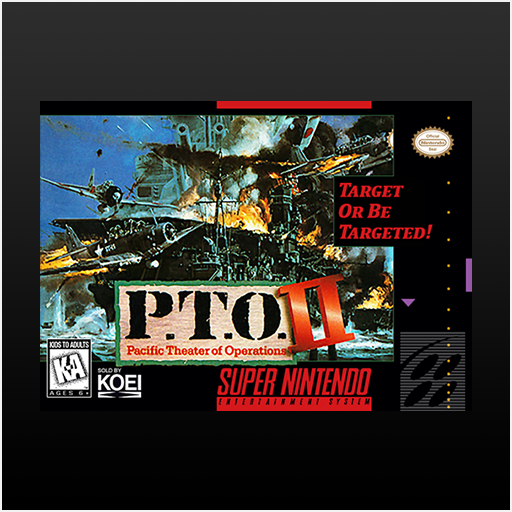 Official
Nintendo
Seal
TARGET
OR BE
TARGETED!
P.T.O. II
Pacific Theater of Operations
KIDS TO ADULTS
K-A
AGES 6+
SOLD BY
KOEI
SUPER NINTENDO
ENTERTAINMENT SYSTEM